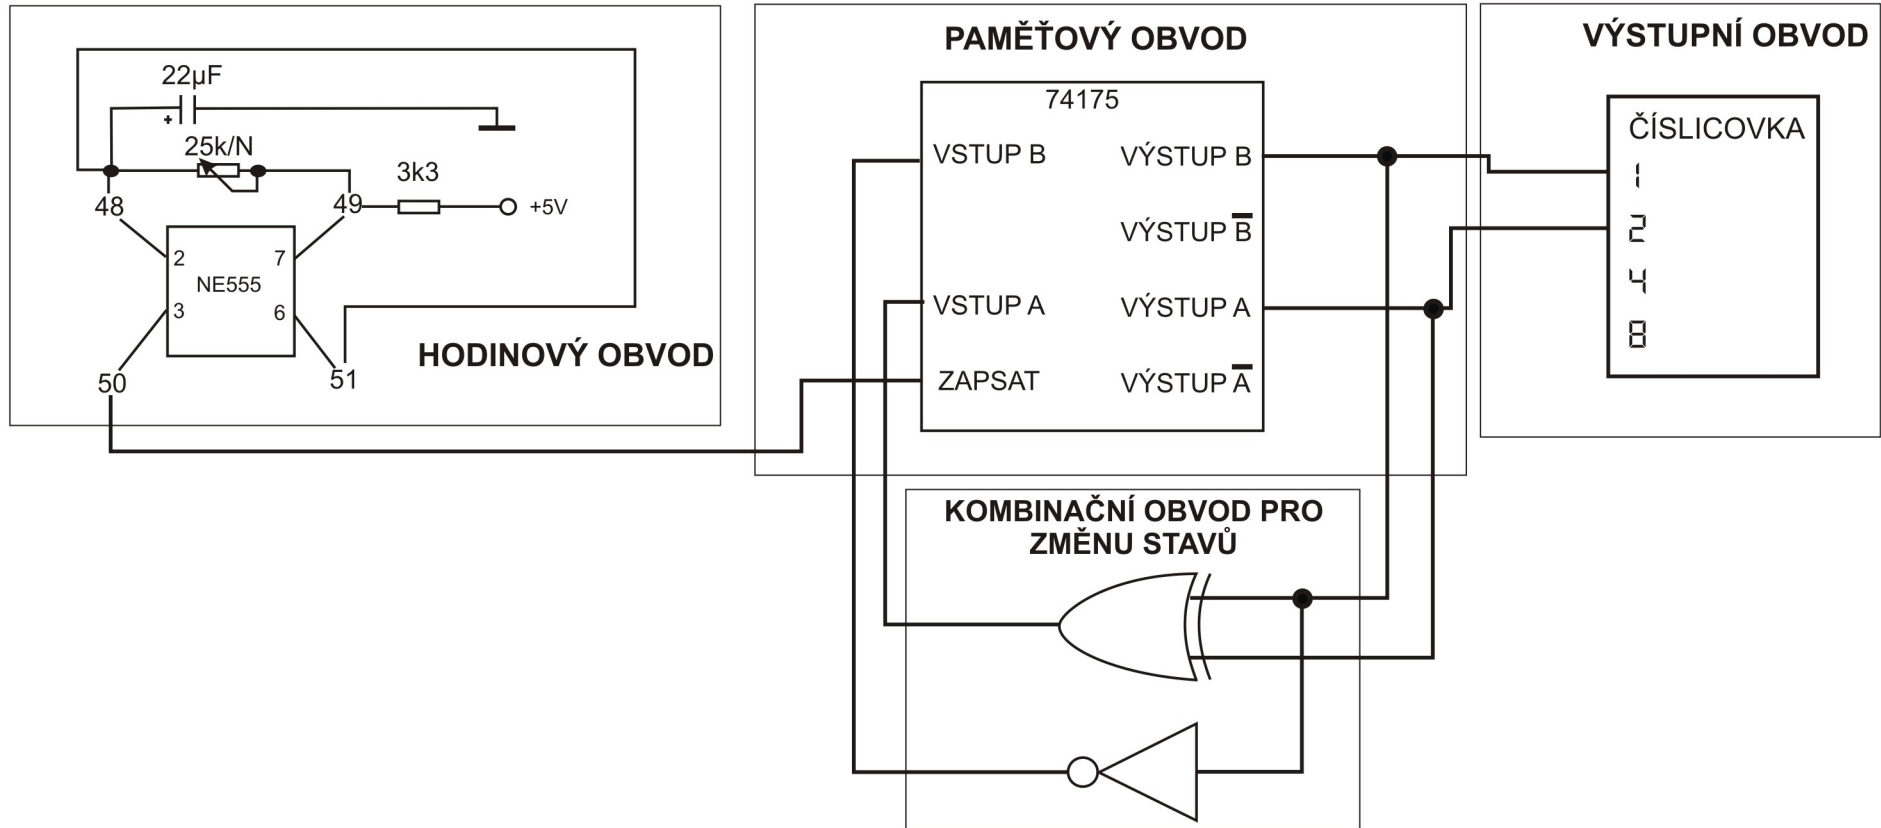 22µF
+
25k/N
3k3
48
49
+5V
2
7
NE555
3
6
50
51
HODINOVÝ OBVOD
PAMĚŤOVÝ OBVOD
74175
VSTUP B
VÝSTUP B
VÝSTUP B̅
VSTUP A
VÝSTUP A
ZAPSAT
VÝSTUP A̅
VÝSTUPNÍ OBVOD
ČÍSLICOVKA
1
2
4
8
KOMBINAČNÍ OBVOD PRO
ZMĚNU STAVŮ